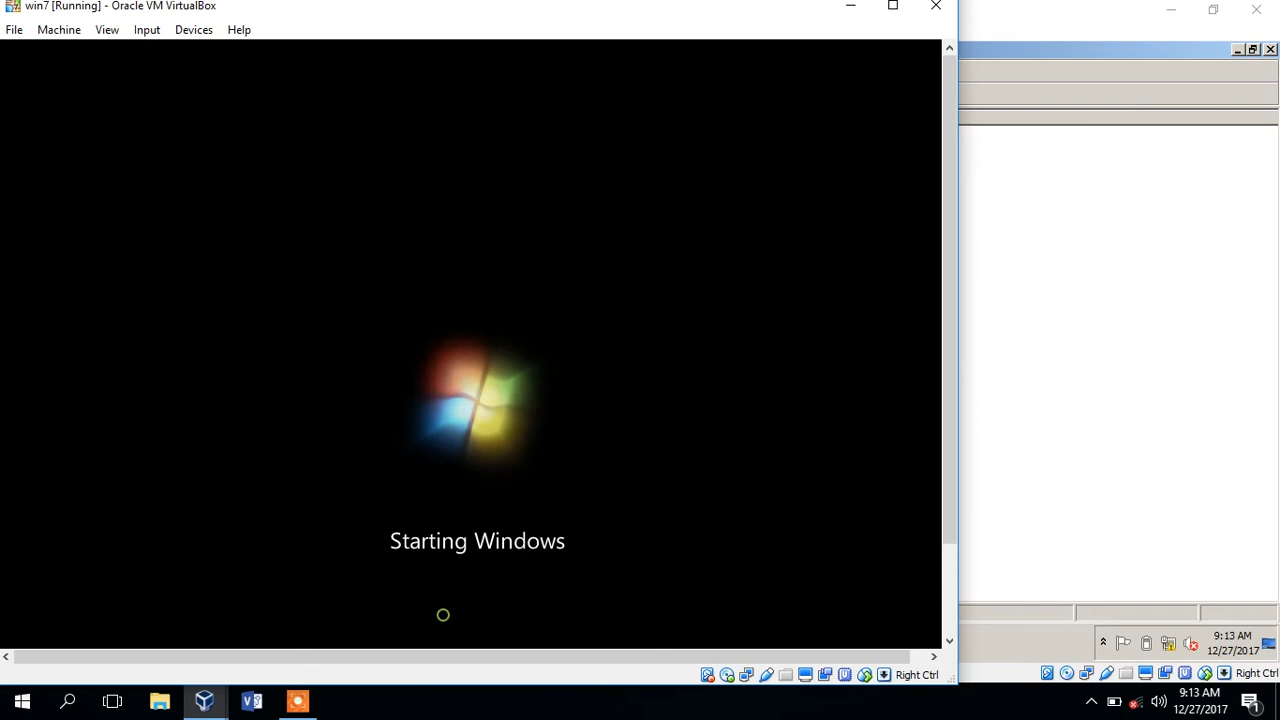 win7 [Running] - Oracle VM VirtualBox
File Machine View Input Devices Help
Starting Windows
9:13 AM
12/27/2017
Right Ctrl
Right Ctrl
9:13 AM
12/27/2017
1